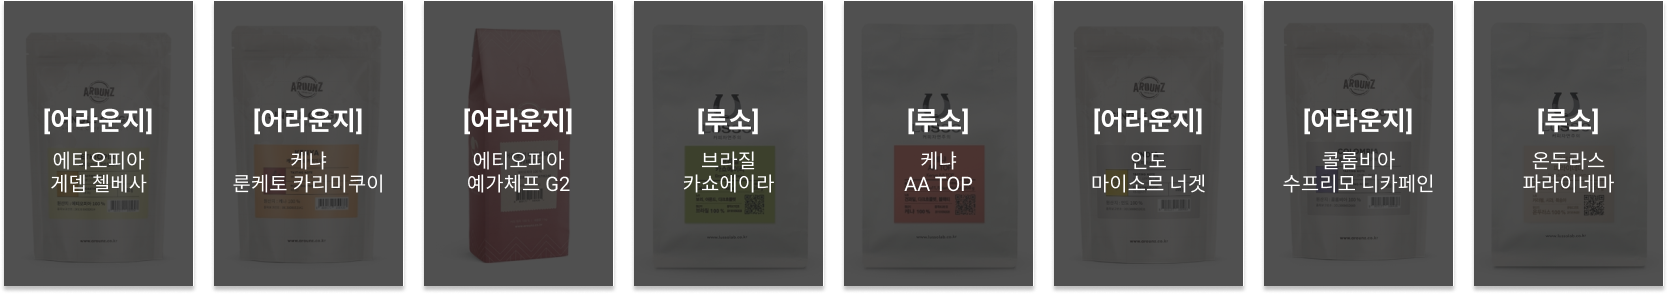 [어라운지]
에티오피아
게뎁 첼베사
[어라운지]
케냐
룬케토 카리미쿠이
[어라운지]
에티오피아
예가체프 G2
[루소]
브라질
카쇼에이라
[루소]
케냐
AA TOP
[어라운지]
인도
마이소르 너겟
[어라운지]
콜롬비아
수프리모 디카페인
[루소]
온두라스
파라이네마